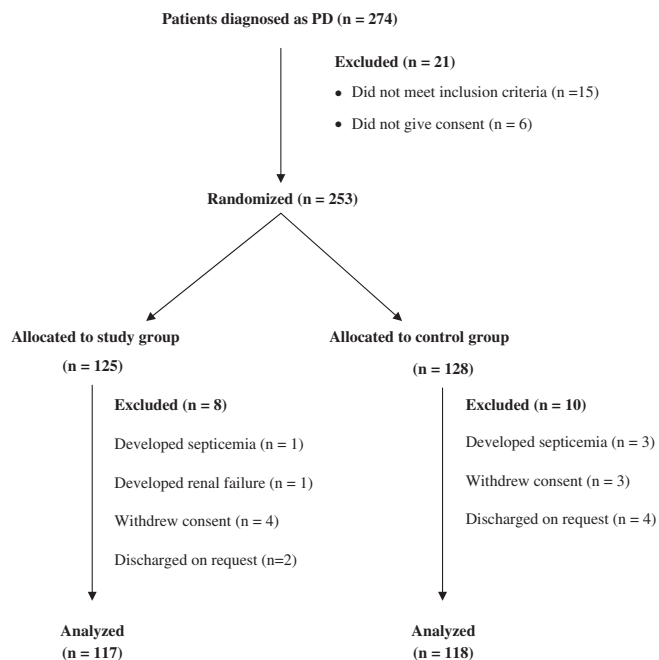 Patients diagnosed as PD (n = 274)
Excluded (n = 21)
• Did not meet inclusion criteria (n =15)
• Did not give consent (n = 6)
Randomized (n = 253)
Allocated to study group
(n = 125)
Excluded (n = 8)
Developed septicemia (n = 1)
Developed renal failure (n = 1)
Withdrew consent (n = 4)
Discharged on request (n=2)
Analyzed
(n = 117)
Allocated to control group
(n = 128)
Excluded (n = 10)
Developed septicemia (n = 3)
Withdrew consent (n = 3)
Discharged on request (n = 4)
Analyzed
(n = 118)